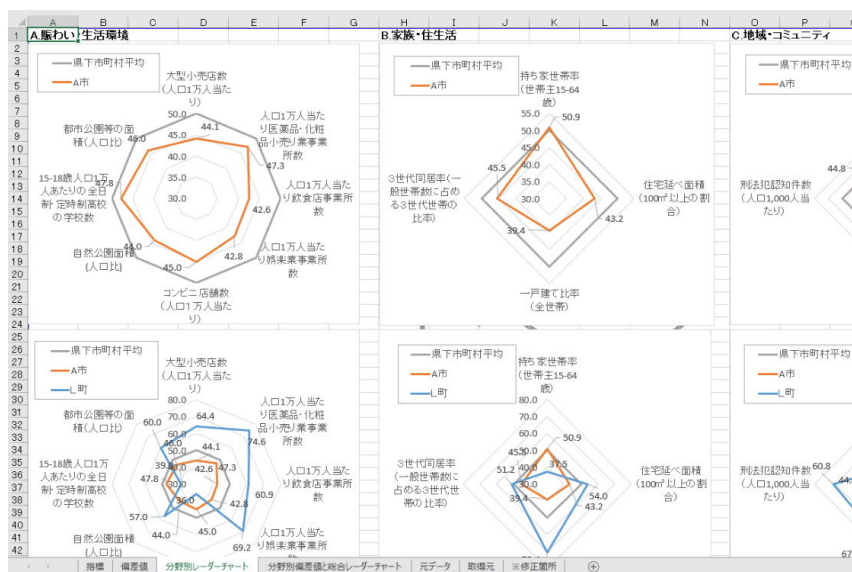 A B C D E F G H I J K L M N O P
1 A.賑わい・生活環境 B.家族・住生活 C.地域・コミュニティ
県下市町村平均
A市
大型小売店数
(人口1万人当た
り)
50.0
45.0
40.0
35.0
30.0
44.1
人口1万人当た
り医薬品・化粧
品小売り業事業
所数
47.3
人口1万人当た
り飲食店事業所
数
42.6
人口1万人当た
り娯楽業事業所
数
42.8
コンビニ店舗数
(人口1万人当た
り)
45.0
自然公園面積
(人口比)
44.0
15-18歳人口1万
人あたりの全日
制・定時制高校
の学校数
47.8
都市公園等の面
積(人口比)
46.0
県下市町村平均
A市
持ち家世帯率
(世帯主15-64
歳)
55.0
50.0
45.0
40.0
35.0
30.0
50.9
住宅延べ面積
(100㎡以上の割
合)
43.2
一戸建て比率
(全世帯)
39.4
3世代同居率(一
般世帯数に占め
る3世代世帯の
比率)
45.5
県下市町村平均
A市
44.8
刑法犯認知件数
(人口1,000人当
たり)
県下市町村平均
A市
L町
大型小売店数
(人口1万人当た
り)
80.0
70.0
60.0
50.0
30.0
64.4
44.1
人口1万人当た
り医薬品・化粧
品小売り業事業
所数
74.6
47.3
人口1万人当た
り飲食店事業所
数
60.9
42.6
人口1万人当た
り娯楽業事業所
数
69.2
42.8
45.0
36.0
自然公園面積
(人口比)
57.0
44.0
15-18歳人口1万
人あたりの全日
制・定時制高校
の学校数
47.8
都市公園等の面
積(人口比)
60.0
46.0
県下市町村平均
A市
L町
持ち家世帯率
(世帯主15-64
歳)
80.0
70.0
60.0
50.0
40.0
30.0
50.9
37.5
住宅延べ面積
(100㎡以上の割
合)
54.0
43.2
39.4
3世代同居率
(一般世帯数に
占める3世代世
帯の比率)
45.5
51.2
県下市町村平均
A市
L町
60.8
刑法犯認知件数
(人口1,000人当
たり)
指標 偏差値 分野別レーダーチャート 分野別偏差値と総合レーダーチャート 元データ 取得元 ※修正箇所